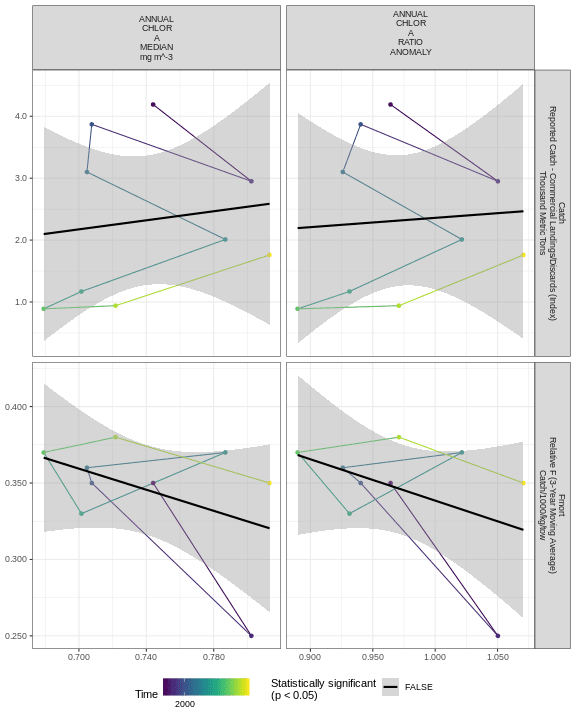 ANNUAL
CHLOR
A
MEDIAN
mg m^-3
ANNUAL
CHLOR
A
RATIO
ANOMALY
4.0
3.0
2.0
1.0
Catch
Reported Catch - Commercial Landings/Discards (Index)
Thousand Metric Tons
0.400
0.350
0.300
0.250
Fmort
Relative F (3-Year Moving Average)
Catch/1000/kg/tow
0.700 0.740 0.780
0.900 0.950 1.000 1.050
Time
2000
Statistically significant
(p < 0.05)
FALSE